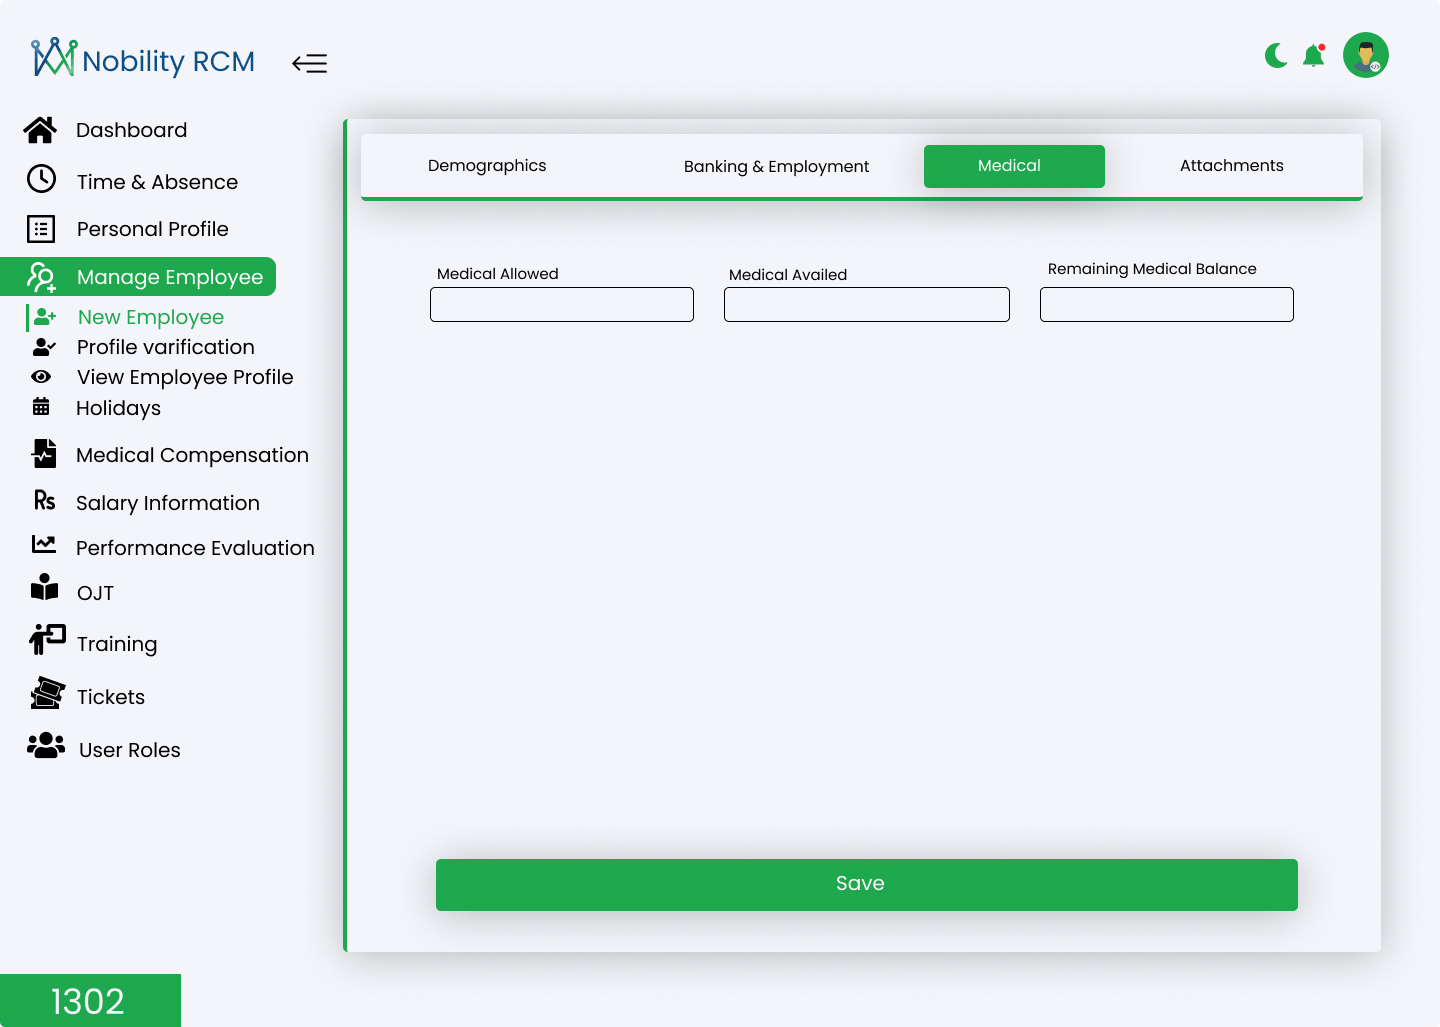 Nobility RCM
Dashboard
Time & Absence
Personal Profile
Manage Employee
New Employee
Profile varification
View Employee Profile
Holidays
Medical Compensation
Rs Salary Information
Performance Evaluation
OJT
Training
Tickets
User Roles
1302
Demographics
Banking & Employment
Medical
Attachments
Medical Allowed
Medical Availed
Remaining Medical Balance
Save